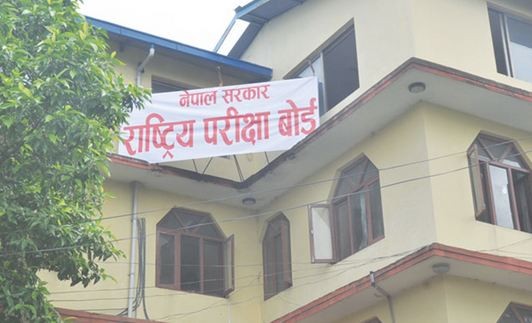 नेपाल सरकार
राष्ट्रिय परीक्षा बोर्ड